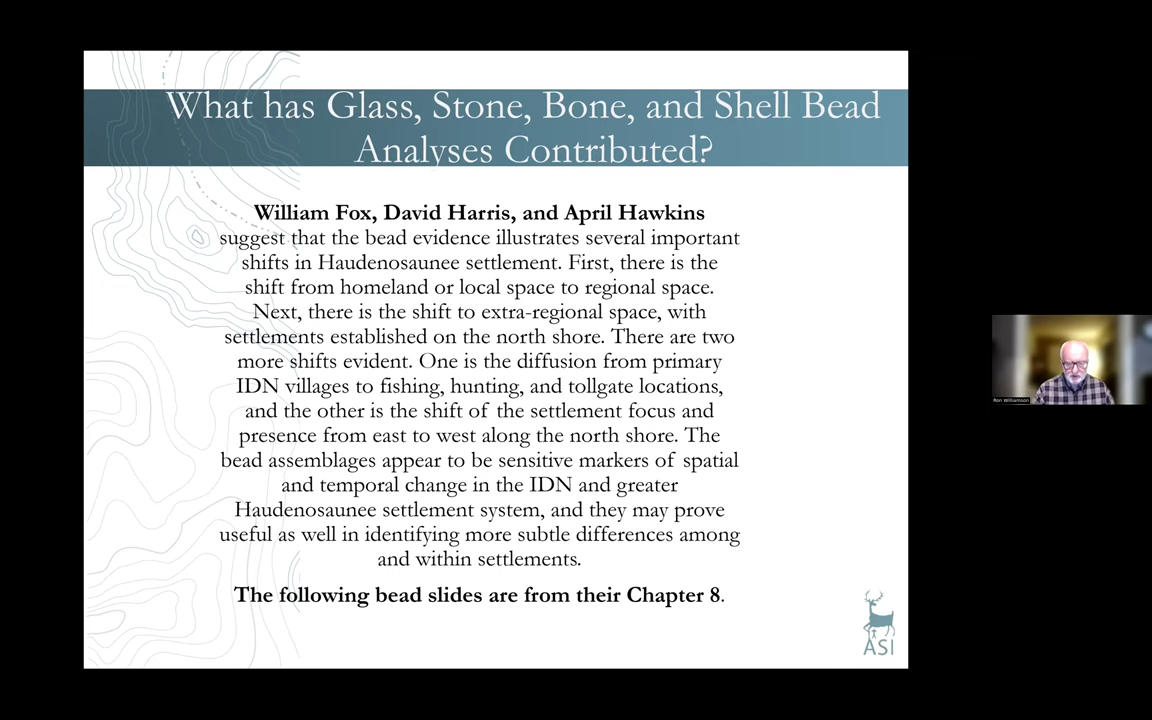 What has Glass, Stone, Bone, and Shell Bead
Analyses Contributed?
William Fox, David Harris, and April Hawkins
suggest that the bead evidence illustrates several important
shifts in Haudenosaunee settlement. First, there is the
shift from homeland or local space to regional space.
Next, there is the shift to extra-regional space, with
settlements established on the north shore. There are two
more shifts evident. One is the diffusion from primary
IDN villages to fishing, hunting, and tollgate locations,
and the other is the shift of the settlement focus and
presence from east to west along the north shore. The
bead assemblages appear to be sensitive markers of spatial
and temporal change in the IDN and greater
Haudenosaunee settlement system, and they may prove
useful as well in identifying more subtle differences among
and within settlements.
The following bead slides are from their Chapter 8.
ASI
Ron Williamson